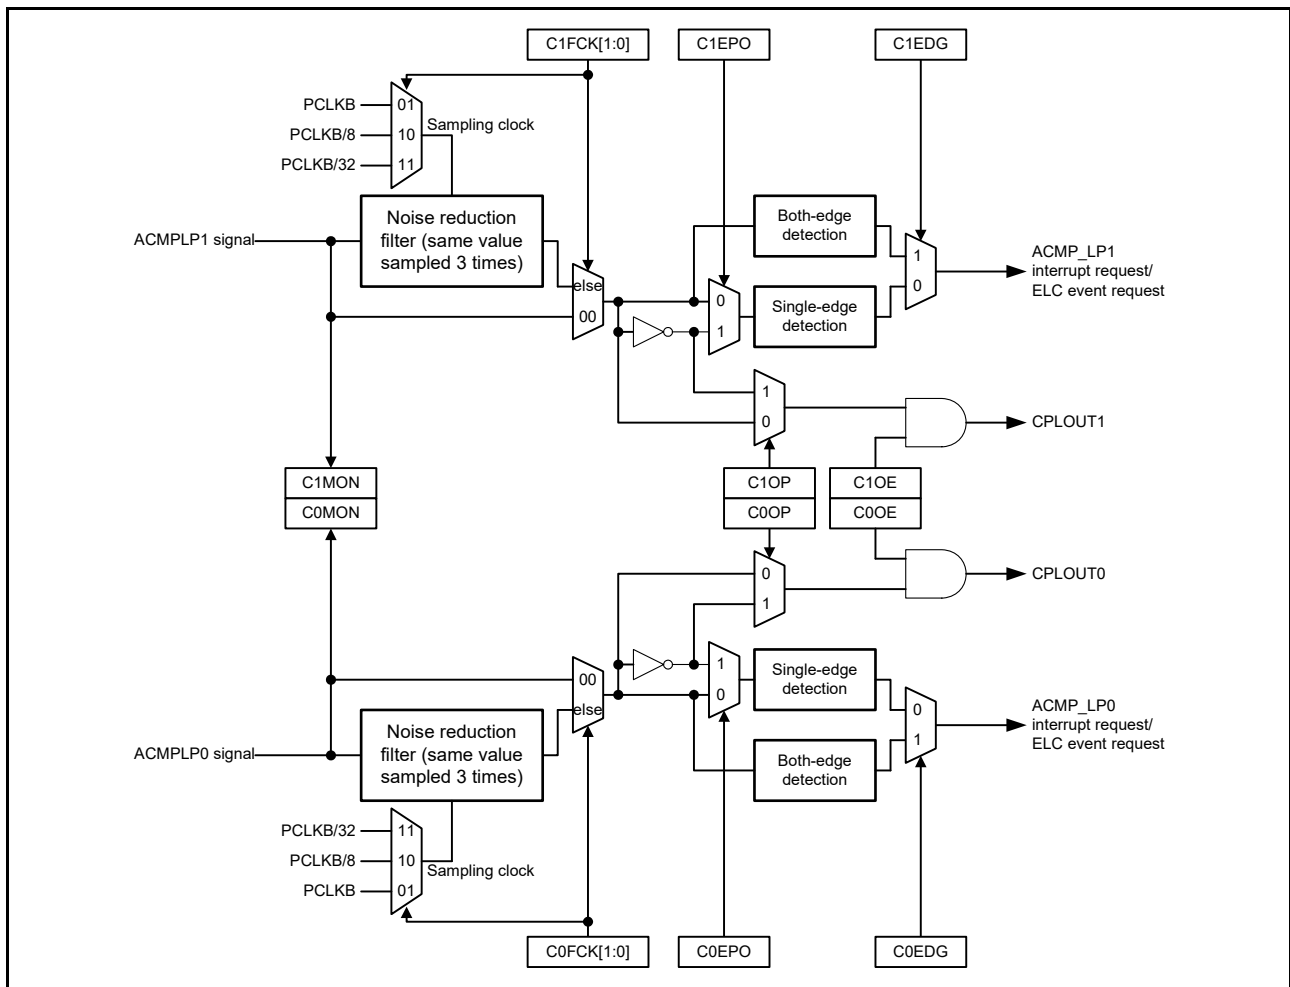 C1FCK[1:0]
C1EPO
C1EDG
PCLKB
01
Sampling clock
PCLKB/8
10
PCLKB/32
11
Noise reduction
filter (same value
sampled 3 times)
ACMPLP1 signal
else
00
Both-edge
detection
0
1
Single-edge
detection
1
0
ACMP_LP1
interrupt request/
ELC event request
1
0
CPLOUT1
C1MON
C0MON
C1OP
C0OP
C1OE
C0OE
0
1
CPLOUT0
00
else
1
0
Single-edge
detection
Both-edge
detection
0
1
ACMP_LP0
interrupt request/
ELC event request
Noise reduction
filter (same value
sampled 3 times)
ACMPLP0 signal
PCLKB/32
11
PCLKB/8
10
Sampling clock
PCLKB
01
C0FCK[1:0]
C0EPO
C0EDG